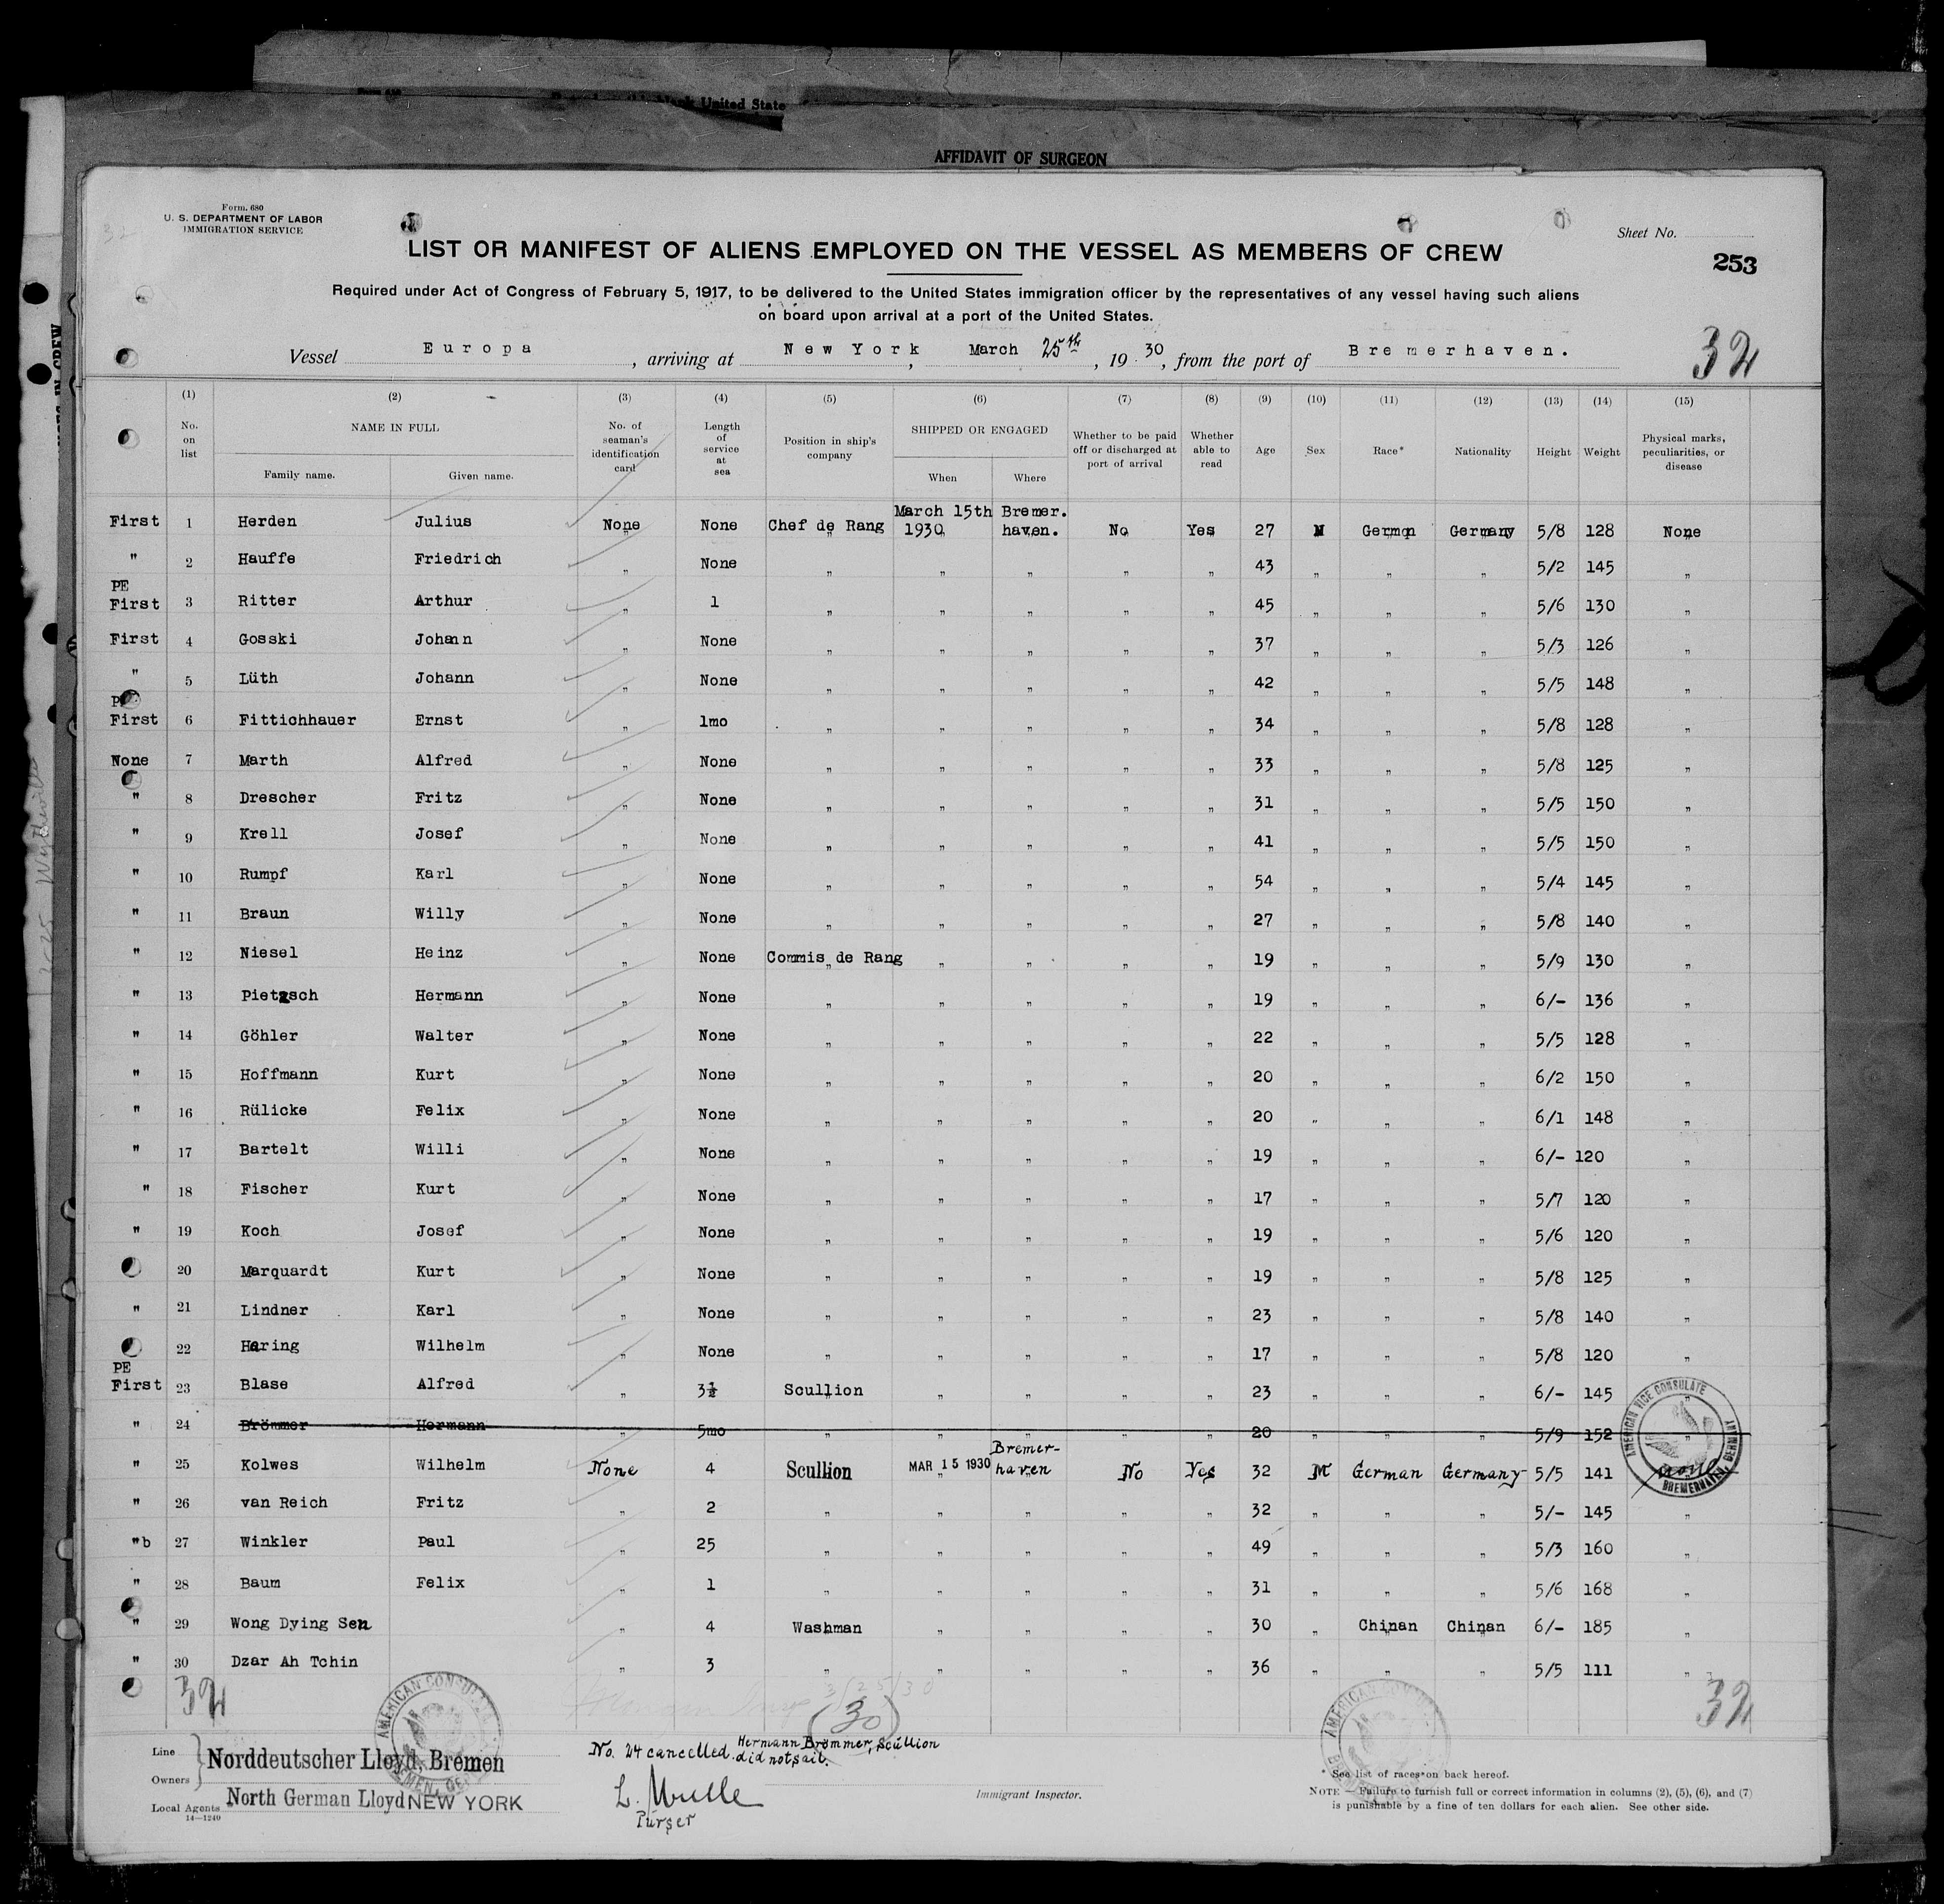 Form 680
nk United State
AFFIDAVIT OF SURGEON
Form. 680
U. S. DEPARTMENT OF LABOR
IMMIGRATION SERVICE
32
Sheet No.
LIST OR MANIFEST OF ALIENS EMPLOYED ON THE VESSEL AS MEMBERS OF CREW
253
Required under Act of Congress of February 5, 1917, to be delivered to the United States immigration officer by the representatives of any vessel having such aliens
on board upon arrival at a port of the United States.
Vessel Europa, arriving at New York, March 25th, 1930, from the port of Bremerhaven.
32
(1) (2) (3) (4) (5) (6) (7) (8) (9) (10) (11) (12) (13) (14) (15)
No. on list NAME IN FULL Family name. Given name. No. of seaman's identification card Length of service at sea Position in ship's company SHIPPED OR ENGAGED When Where Whether to be paid off or discharged at port of arrival Whether able to read Age Sex Race* Nationality Height Weight Physical marks, peculiarities, or disease
First 1 Herden Julius None None Chef de Rang March 15th 1930 Bremer. haven. No Yes 27 M German Germany 5/8 128 None
" 2 Hauffe Friedrich " None " " " " " 43 " " " 5/2 145 "
PE
First 3 Ritter Arthur " 1 " " " " " 45 " " " 5/6 130 "
First 4 Gosski Johann " None " " " " " 37 " " " 5/3 126 "
" 5 Lüth Johann " None " " " " " 42 " " " 5/5 148 "
First 6 Fittichhauer Ernst " 1mo " " " " " 34 " " " 5/8 128 "
None 7 Marth Alfred " None " " " " " 33 " " " 5/8 125 "
" 8 Drescher Fritz " None " " " " " 31 " " " 5/5 150 "
" 9 Krell Josef " None " " " " " 41 " " " 5/5 150 "
" 10 Rumpf Karl " None " " " " " 54 " " " 5/4 145 "
" 11 Braun Willy " None " " " " " 27 " " " 5/8 140 "
" 12 Niesel Heinz " None Commis de Rang " " " " 19 " " " 5/9 130 "
" 13 Pietzsch Hermann " None " " " " " 19 " " " 6/- 136 "
" 14 Göhler Walter " None " " " " " 22 " " " 5/5 128 "
" 15 Hoffmann Kurt " None " " " " " 20 " " " 6/2 150 "
" 16 Rülicke Felix " None " " " " " 20 " " " 6/1 148 "
" 17 Bartelt Willi " None " " " " " 19 " " " 6/- 120 "
" 18 Fischer Kurt " None " " " " " 17 " " " 5/7 120 "
" 19 Koch Josef " None " " " " " 19 " " " 5/6 120 "
20 Marquardt Kurt " None " " " " " 19 " " " 5/8 125 "
" 21 Lindner Karl " None " " " " " 23 " " " 5/8 140 "
22 Haring Wilhelm " None " " " " " 17 " " " 5/8 120 "
PE
First 23 Blase Alfred " 3½ Scullion " " " " 23 " " " 6/- 145 "
" 24 Brömmer Hermann " 5mo " " " " " 20 " " " 5/9 152 "
" 25 Kolwes Wilhelm None 4 Scullion MAR 15 1930 Bremer-haven No Yes 32 M German Germany 5/5 141 None
" 26 van Reich Fritz " 2 " " " " " 32 " " " 5/- 145 "
"b 27 Winkler Paul " 25 " " " " " 49 " " " 5/3 160 "
" 28 Baum Felix " 1 " " " " " 31 " " " 5/6 168 "
" 29 Wong Dying Sen " 4 Washman " " " " 30 " Chinan Chinan 6/- 185 "
" 30 Dzar Ah Tchin " 3 " " " " " 36 " " " 5/5 111 "
AMERICAN VICE CONSULATE
BREMERHAVEN, GERMANY
32
3/25/30
(30)
32
AMERICAN CONSULATE
BREMEN
Line
Owners
Norddeutscher Lloyd, Bremen
Local Agents North German Lloyd NEW YORK
14—1240
No. 24 cancelled. Hermann Brömmer, Scullion
did not sail.
Purser
Immigrant Inspector.
* See list of races on back hereof.
NOTE.—Failure to furnish full or correct information in columns (2), (5), (6), and (7)
is punishable by a fine of ten dollars for each alien. See other side.